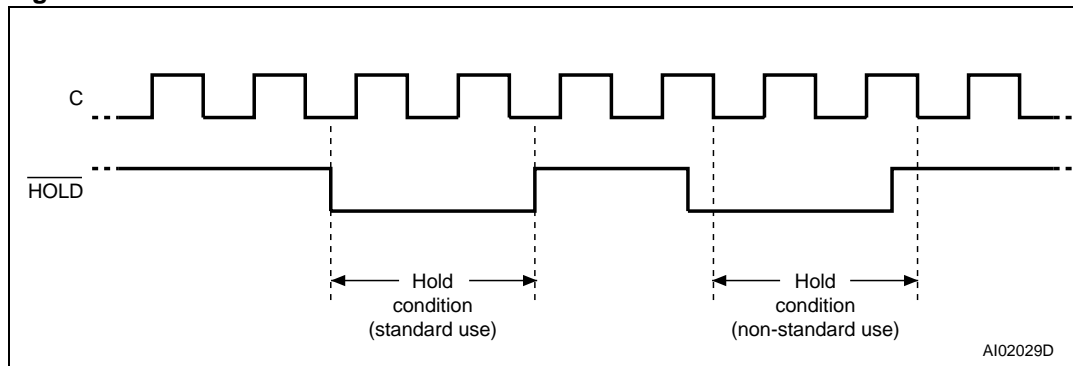 C
HOLD
Hold
condition
(standard use)
Hold
condition
(non-standard use)
AI02029D